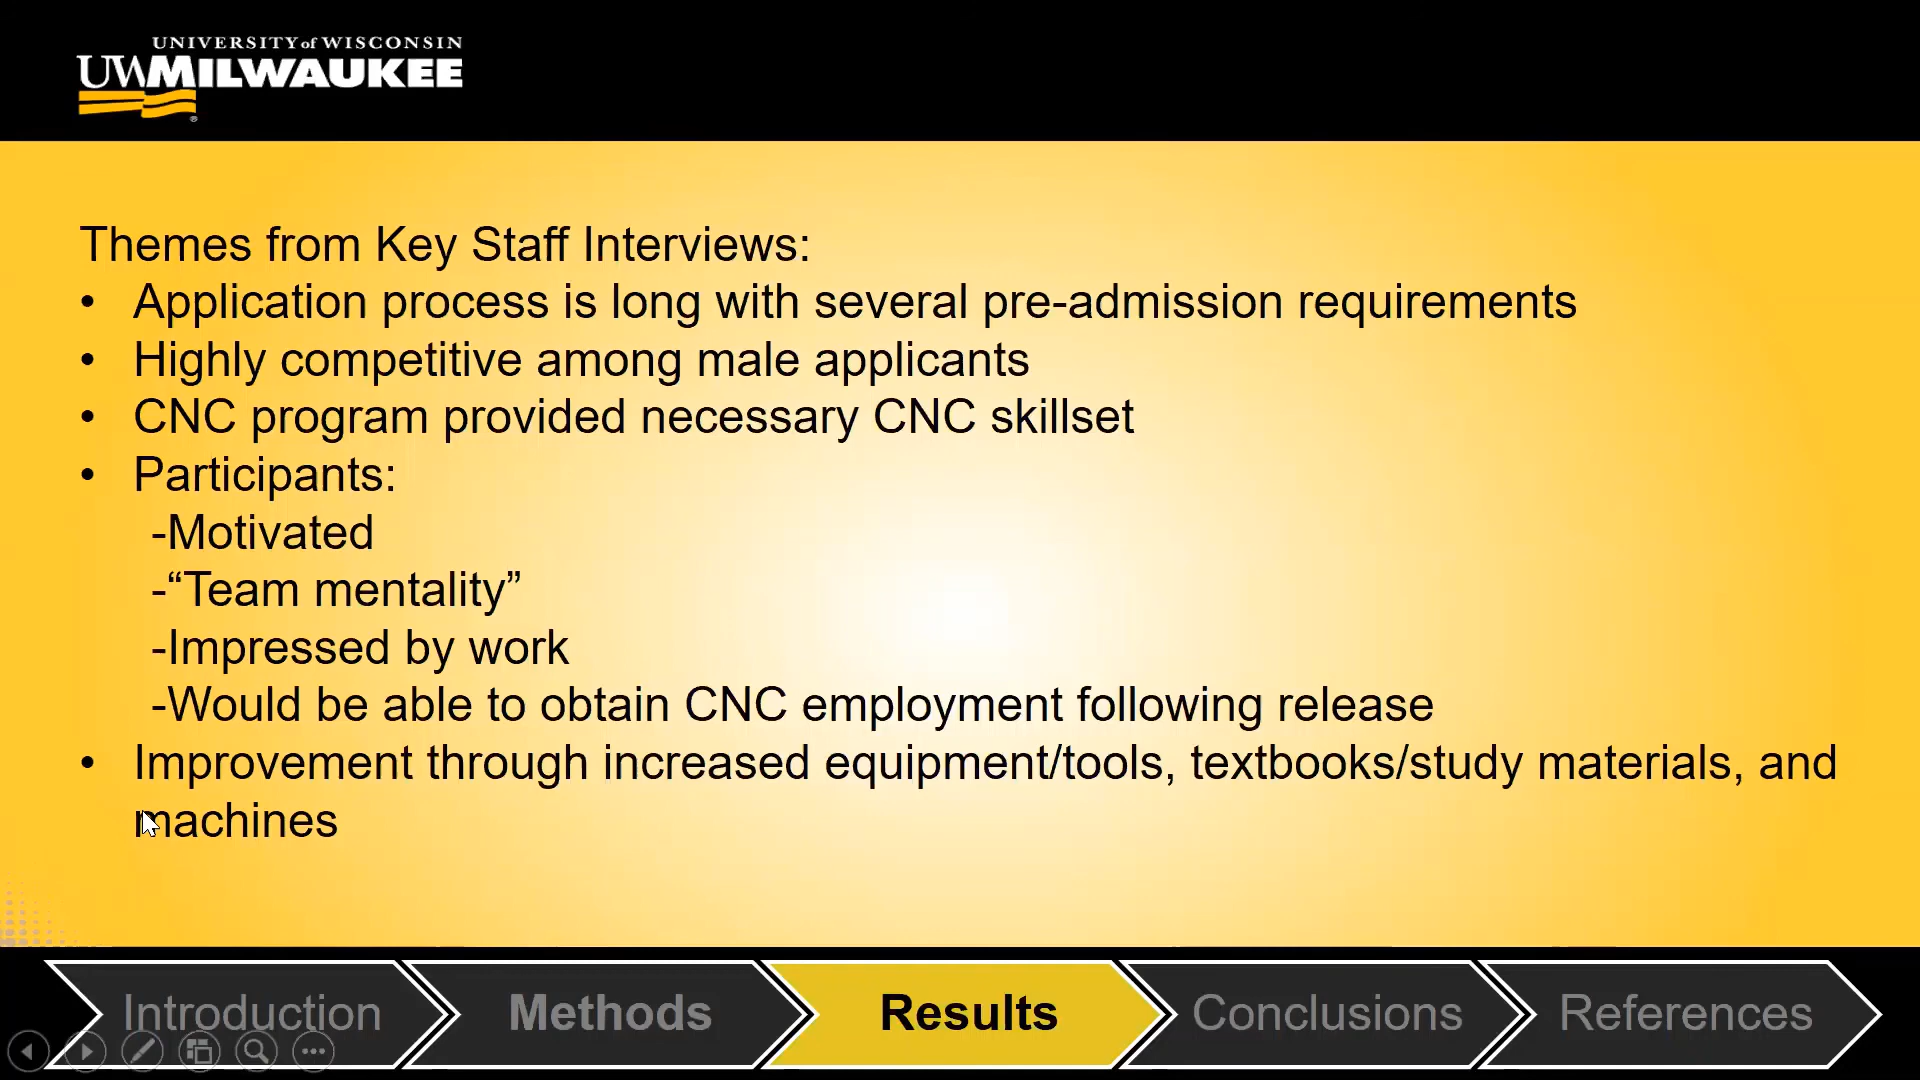 UNIVERSITY of WISCONSIN
UWMILWAUKEE
®
Themes from Key Staff Interviews:
• Application process is long with several pre-admission requirements
• Highly competitive among male applicants
• CNC program provided necessary CNC skillset
• Participants:
-Motivated
-“Team mentality”
-Impressed by work
-Would be able to obtain CNC employment following release
• Improvement through increased equipment/tools, textbooks/study materials, and
machines
Introduction
Methods
Results
Conclusions
References